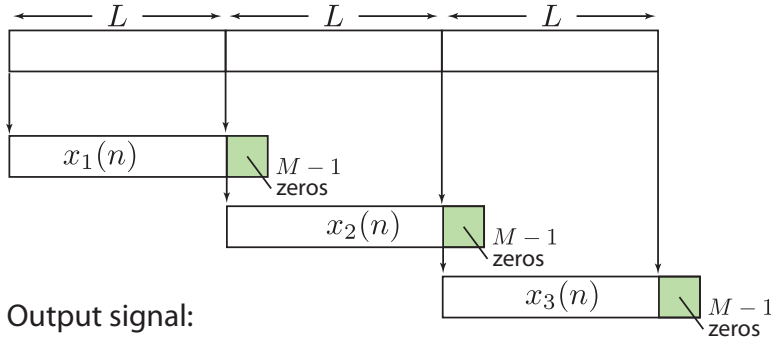 L L L
x₁(n)
M − 1
zeros
x₂(n)
M − 1
zeros
x₃(n)
M − 1
zeros
Output signal: